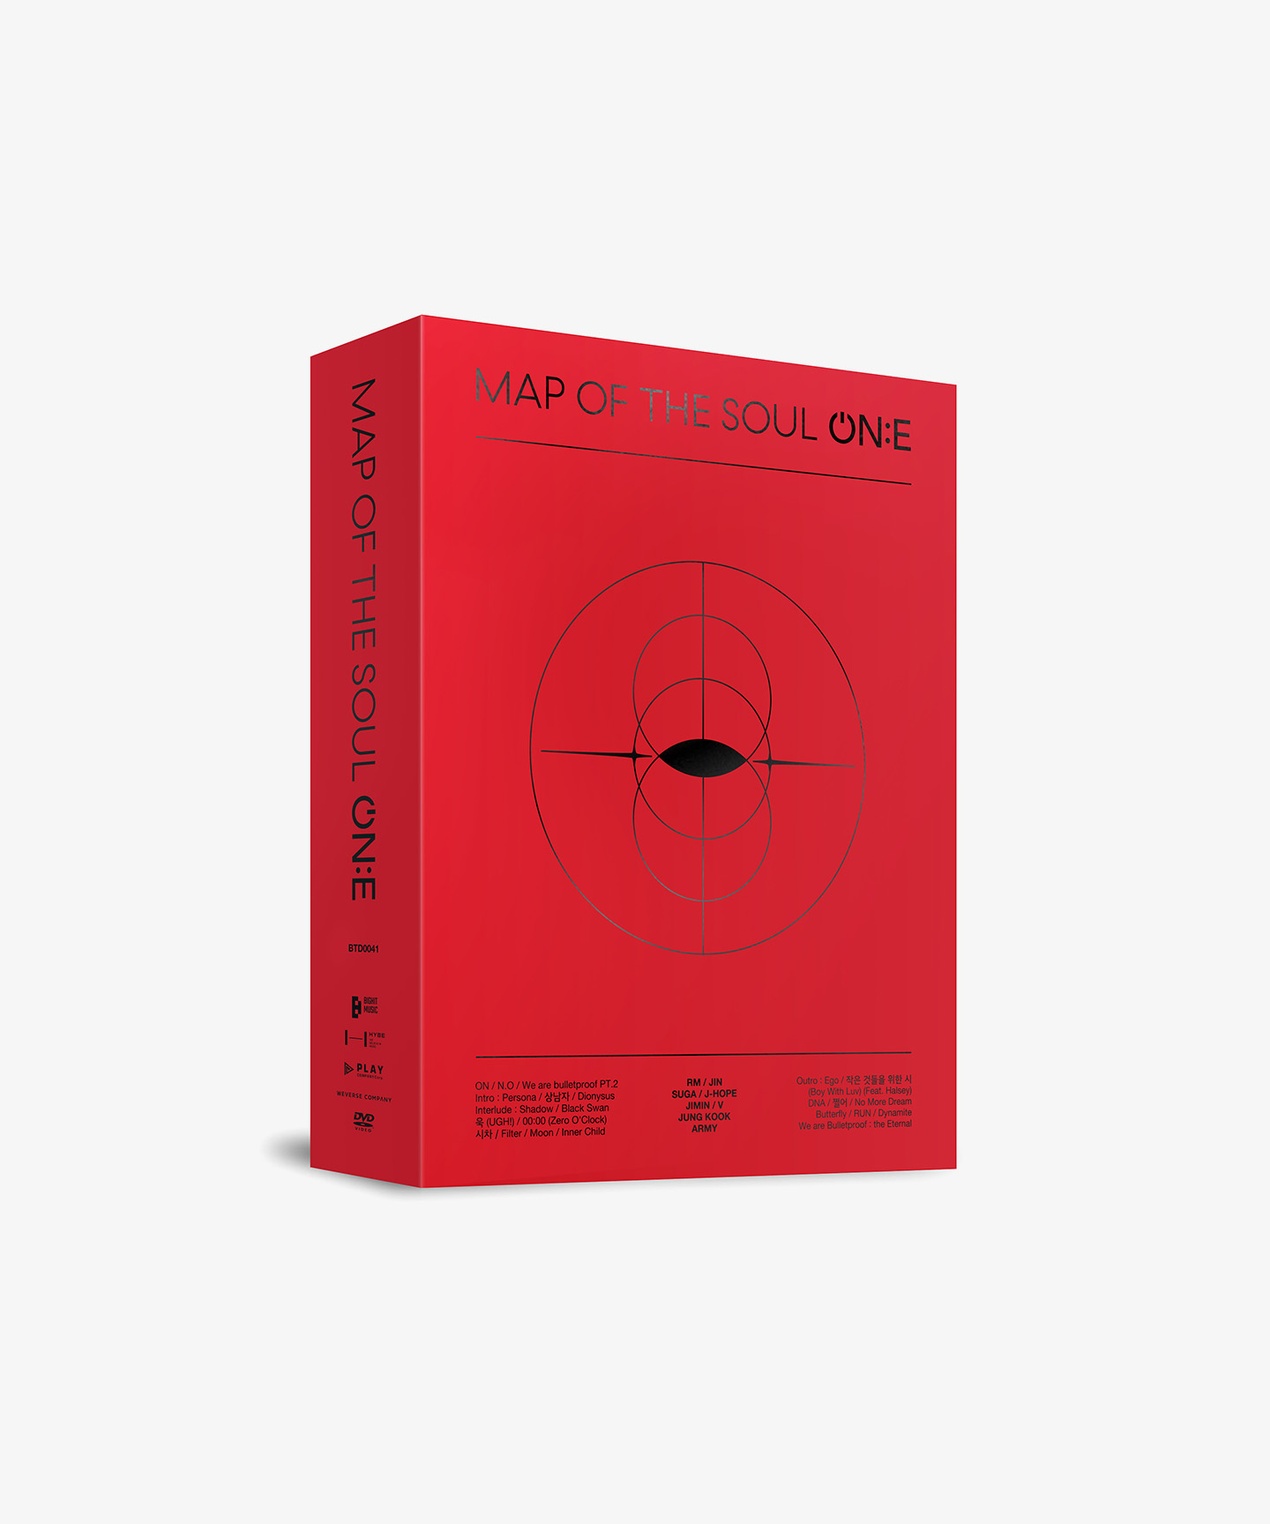 MAP OF THE SOUL ON:E
MAP OF THE SOUL ON:E
BTD0041
BIGHIT
MUSIC
HYBE
PLAY
WEVERSE COMPANY
DVD
VIDEO
ON / N.O / We are bulletproof PT.2
Intro : Persona / 상남자 / Dionysus
Interlude : Shadow / Black Swan
욱 (UGH!) / 00:00 (Zero O'Clock)
시차 / Filter / Moon / Inner Child
RM / JIN
SUGA / J-HOPE
JIMIN / V
JUNG KOOK
ARMY
Outro : Ego / 작은 것들을 위한 시
(Boy With Luv) (Feat. Halsey)
DNA / 쩔어 / No More Dream
Butterfly / RUN / Dynamite
We are Bulletproof : the Eternal